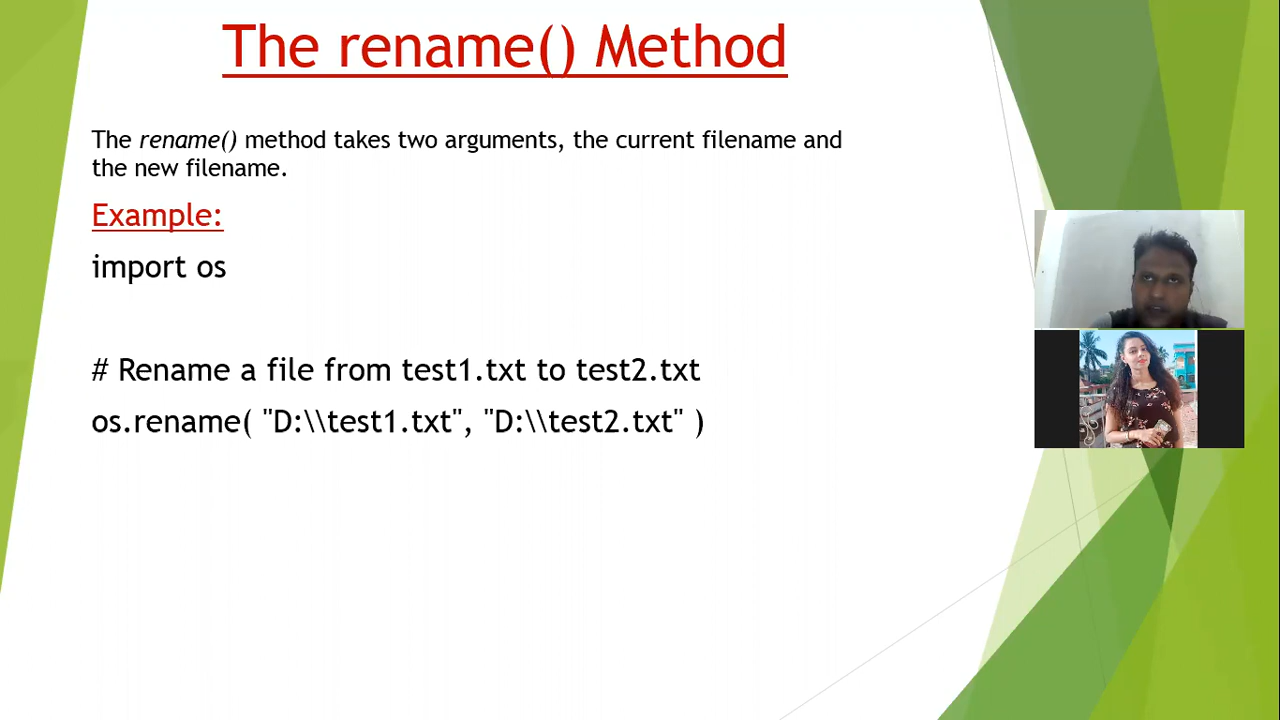 The rename() Method
The rename() method takes two arguments, the current filename and
the new filename.
Example:
import os
# Rename a file from test1.txt to test2.txt
os.rename( "D:\\test1.txt", "D:\\test2.txt" )